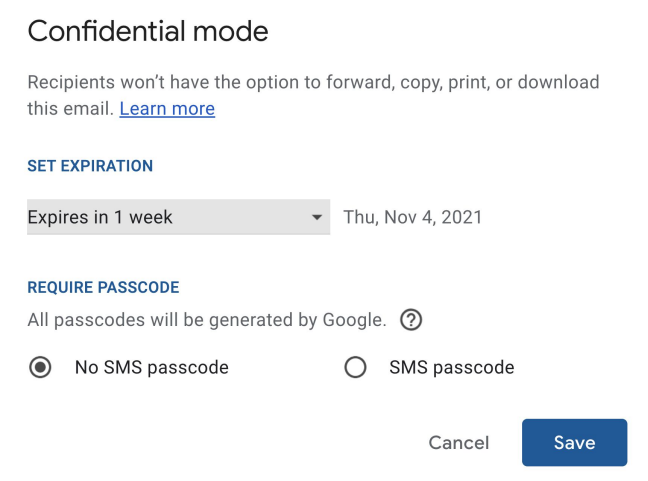 Confidential mode
Recipients won’t have the option to forward, copy, print, or download
this email. Learn more
SET EXPIRATION
Expires in 1 week Thu, Nov 4, 2021
REQUIRE PASSCODE
All passcodes will be generated by Google. ?
No SMS passcode SMS passcode
Cancel Save